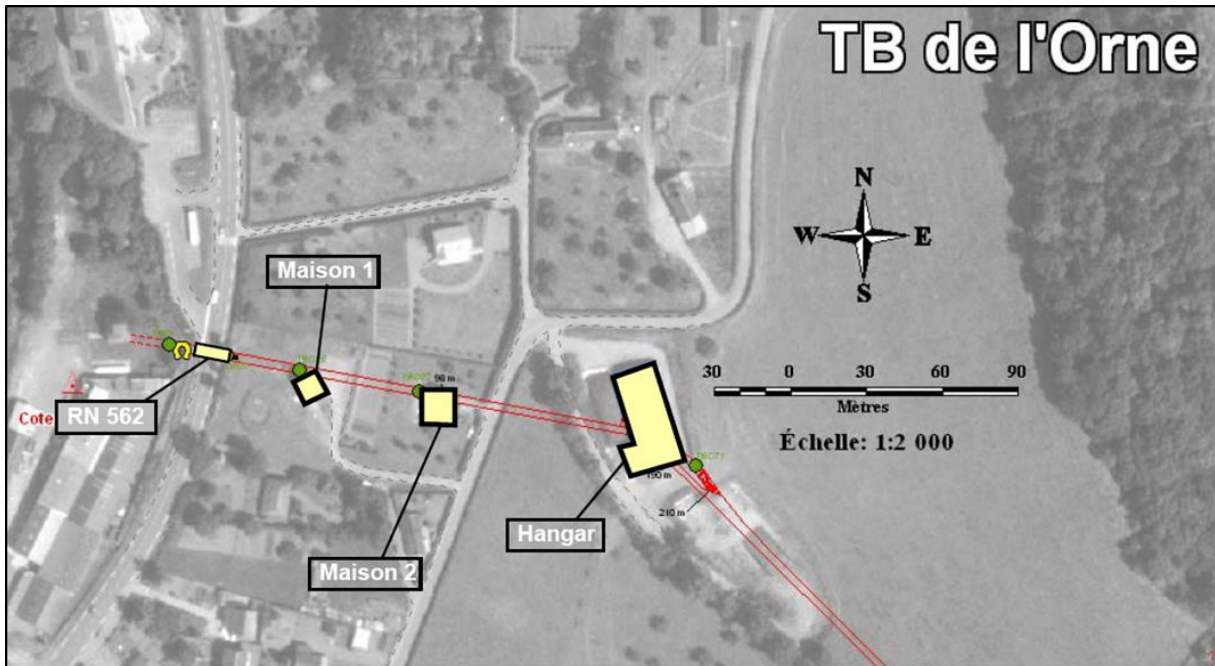 TB de l'Orne
N
W E
S
Maison 1
98 m
Cote
RN 562
30 0 30 60 90
Mètres
Échelle: 1:2 000
TB071
190 m
210 m
Hangar
Maison 2